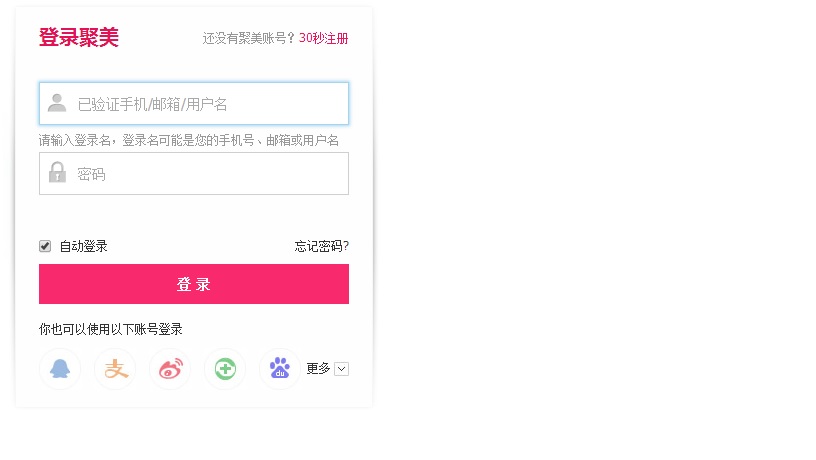 登录聚美
还没有聚美账号? 30秒注册
已验证手机/邮箱/用户名
请输入登录名，登录名可能是您的手机号、邮箱或用户名
密码
自动登录
忘记密码?
登 录
你也可以使用以下账号登录
支
du
更多